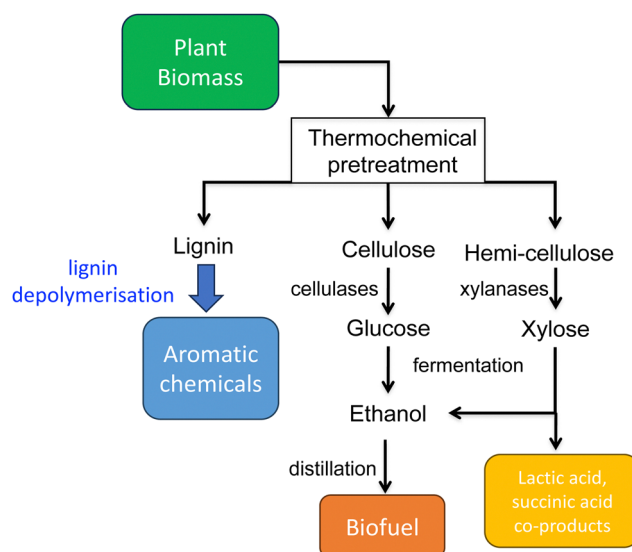 Plant
Biomass
Thermochemical
pretreatment
Lignin
Cellulose
Hemi-cellulose
lignin
depolymerisation
cellulases
xylanases
Aromatic
chemicals
Glucose
Xylose
fermentation
Ethanol
distillation
Lactic acid,
succinic acid
co-products
Biofuel